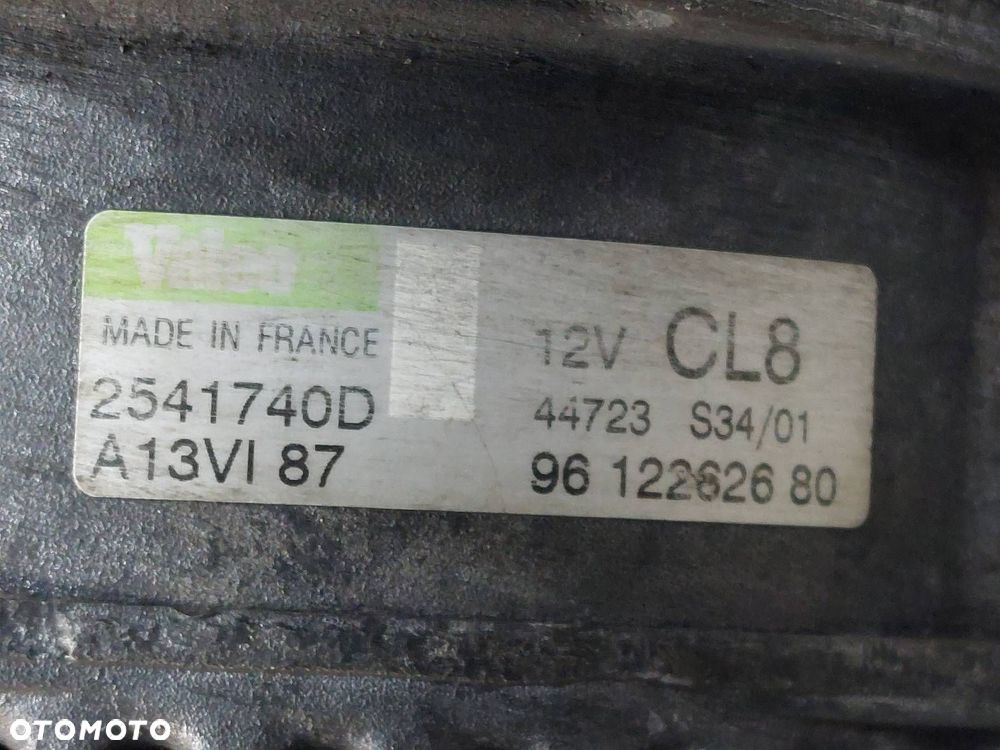 Valeo
MADE IN FRANCE
2541740D
A13VI 87
12V CL8
44723 S34/01
96 122626 80
OTOMOTO